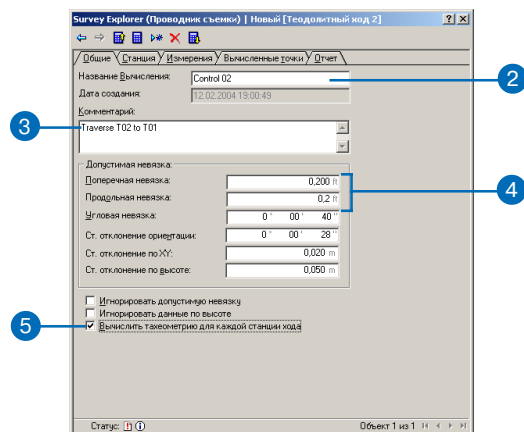 Survey Explorer (Проводник съемки) | Новый [Теодолитный ход 2]
Общие Станция Измерения Вычисленные точки Отчет
Название Вычисления: Control 02
2
Дата создания: 12.02.2004 19:00:49
Комментарий:
3
Traverse T02 to T01
Допустимая невязка:
Поперечная невязка: 0,200 ft
4
Продольная невязка: 0,2 ft
Угловая невязка: 0 ° 00 ' 40 "
Ст. отклонение ориентации: 0 ° 00 ' 28 "
Ст. отклонение по XY: 0,020 m
Ст. отклонение по высоте: 0,050 m
Игнорировать допустимую невязку
Игнорировать данные по высоте
5
Вычислить тахеометрию для каждой станции хода
Статус: Объект 1 из 1